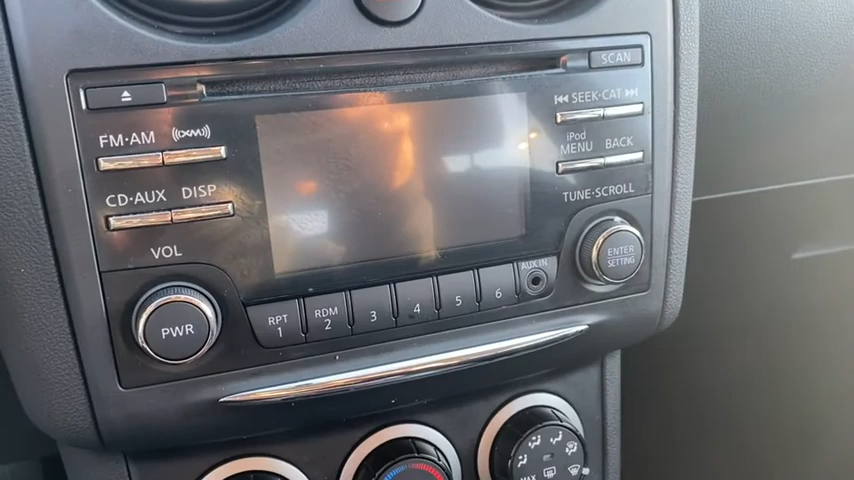 SCAN
FM·AM
XM
SEEK·CAT
iPod
MENU
BACK
CD·AUX
DISP
TUNE·SCROLL
VOL
AUX IN
ENTER
SETTING
PWR
RPT
1
RDM
2
3
4
5
6
MAX